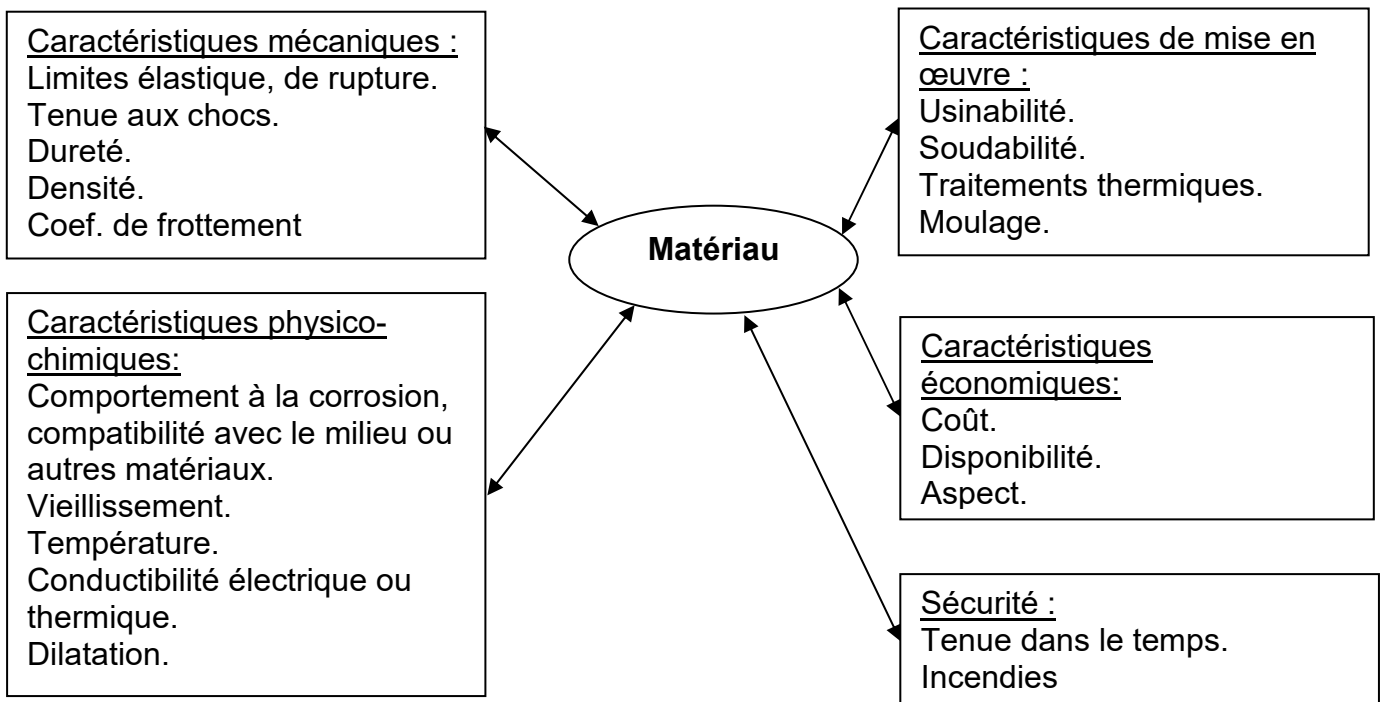 Caractéristiques mécaniques :
Limites élastique, de rupture.
Tenue aux chocs.
Dureté.
Densité.
Coef. de frottement
Caractéristiques physico-
chimiques:
Comportement à la corrosion,
compatibilité avec le milieu ou
autres matériaux.
Vieillissement.
Température.
Conductibilité électrique ou
thermique.
Dilatation.
Matériau
Caractéristiques de mise en
œuvre :
Usinabilité.
Soudabilité.
Traitements thermiques.
Moulage.
Caractéristiques
économiques:
Coût.
Disponibilité.
Aspect.
Sécurité :
Tenue dans le temps.
Incendies